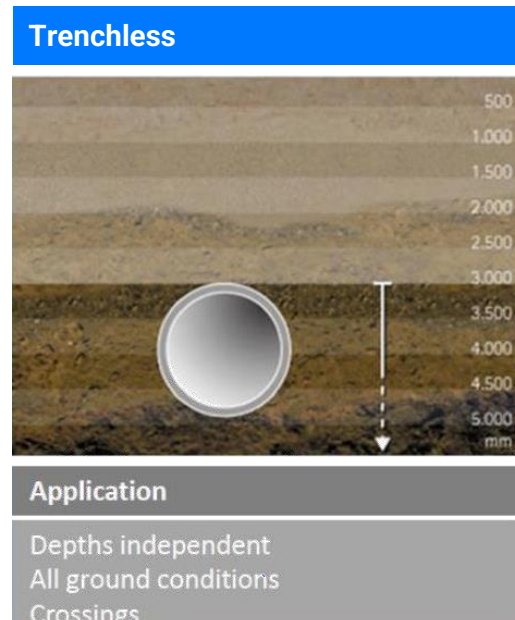 Trenchless
500
1.000
1.500
2.000
2.500
3.000
3.500
4.000
4.500
5.000
mm
Application
Depths independent
All ground conditions
Crossings